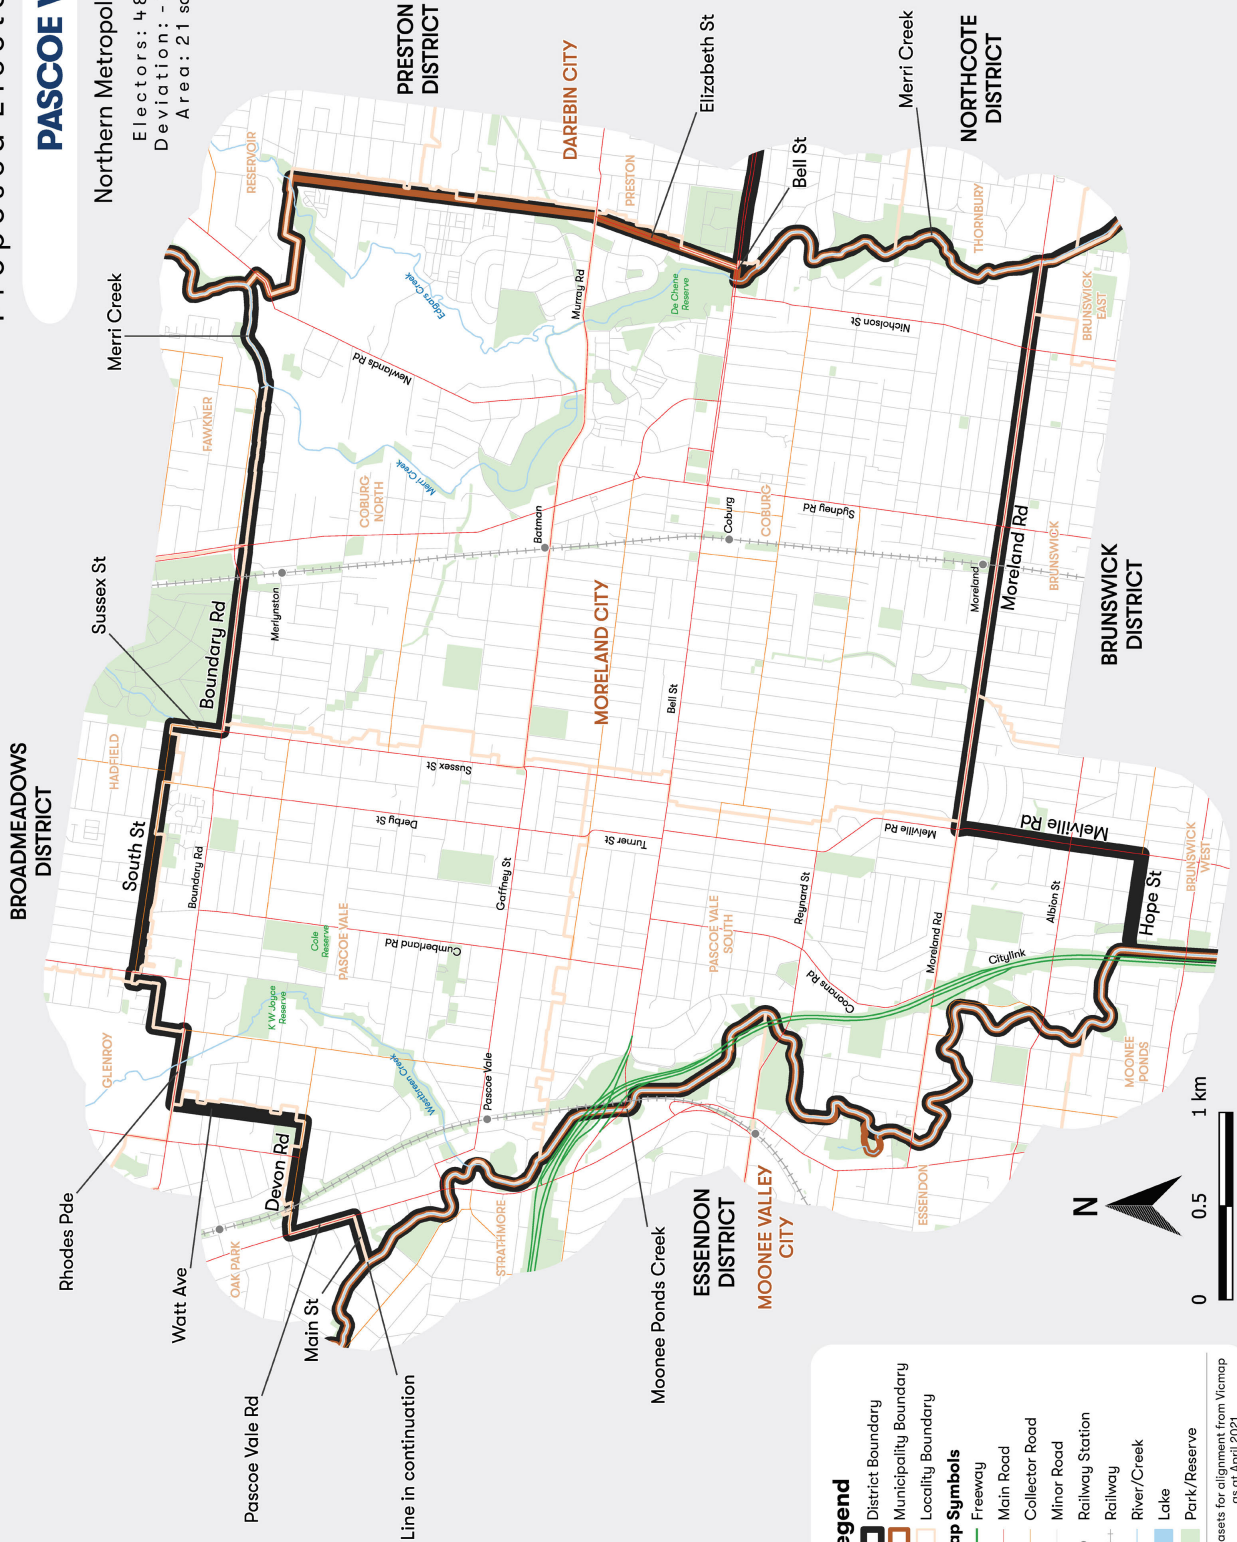 PASCOE
Northern Metropol
Electors: 48
Deviation: -
Area: 21 sq
PRESTON
DISTRICT
DAREBIN CITY
Elizabeth St
Merri Creek
NORTHCOTE
DISTRICT
Bell St
RESERVOIR
PRESTON
THORNBURY
Merri Creek
Edgars Creek
Murray Rd
De Chene
Reserve
Nicholson St
BRUNSWICK
EAST
Newlands Rd
FAWKNER
COBURG
NORTH
Merri Creek
Batman
Coburg
COBURG
Sydney Rd
Moreland Rd
Moreland
BRUNSWICK
BRUNSWICK
DISTRICT
Sussex St
Boundary Rd
Merlynston
MORELAND CITY
Bell St
BROADMEADOWS
DISTRICT
HADFIELD
South St
Boundary Rd
Sussex St
Derby St
Turner St
Gaffney St
Melville Rd
Melville Rd
Reynard St
Albion St
Hope St
BRUNSWICK
WEST
Cole
Reserve
PASCOE VALE
Cumberland Rd
PASCOE VALE
SOUTH
Moreland Rd
Citylink
Coonans Rd
K W Joyce
Reserve
GLENROY
Westbreen Creek
Pascoe Vale
MOONEE
PONDS
Rhodes Pde
Watt Ave
Devon Rd
OAK PARK
STRATHMORE
ESSENDON
Main St
Pascoe Vale Rd
Line in continuation
Moonee Ponds Creek
ESSENDON
DISTRICT
MOONEE VALLEY
CITY
N
0
0.5
1 km
egend
District Boundary
Municipality Boundary
Locality Boundary
ap Symbols
Freeway
Main Road
Collector Road
Minor Road
Railway Station
Railway
River/Creek
Lake
Park/Reserve
asets for alignment from Vicmap
as at April 2021